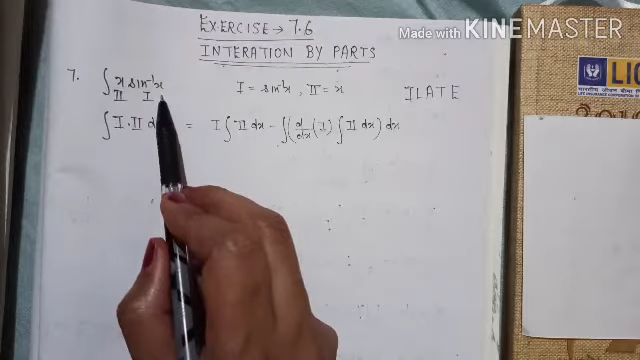 EXERCISE → 7.6
INTERATION BY PARTS
Made with KINEMASTER
7. ∫ x sin⁻¹x
II I
I = sin⁻¹x , II = x
ILATE
∫ I · II d = I ∫ II dx − ∫ ( d/dx (I) ∫ II dx ) dx
LIC